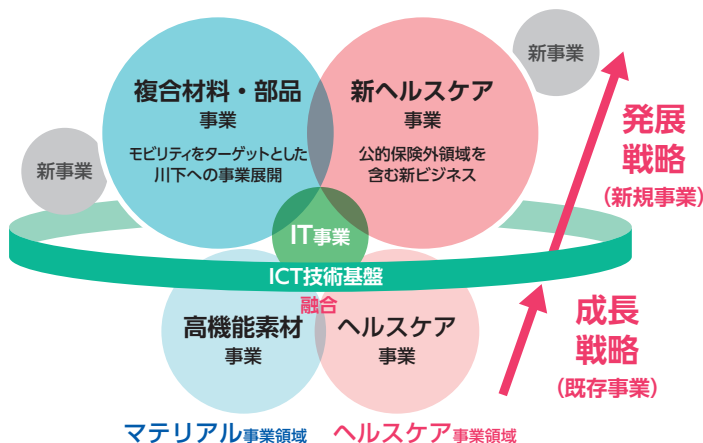 新事業
複合材料・部品
事業
モビリティをターゲットとした
川下への事業展開
新ヘルスケア
事業
公的保険外領域を
含む新ビジネス
新事業
発展
戦略
(新規事業)
IT事業
ICT技術基盤
融合
高機能素材
事業
ヘルスケア
事業
成長
戦略
(既存事業)
マテリアル事業領域
ヘルスケア事業領域